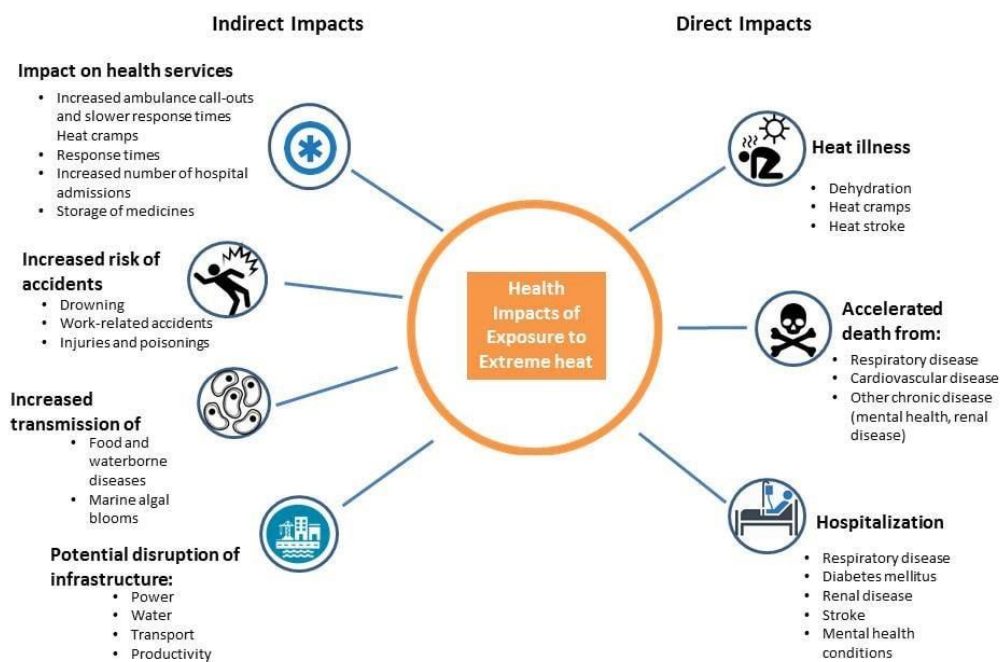 Indirect Impacts
Impact on health services
• Increased ambulance call-outs
and slower response times
Heat cramps
• Response times
• Increased number of hospital
admissions
• Storage of medicines
Increased risk of
accidents
• Drowning
• Work-related accidents
• Injuries and poisonings
Increased
transmission of
• Food and
waterborne
diseases
• Marine algal
blooms
Potential disruption of
infrastructure:
• Power
• Water
• Transport
• Productivity
Health
Impacts of
Exposure to
Extreme heat
Direct Impacts
Heat illness
• Dehydration
• Heat cramps
• Heat stroke
Accelerated
death from:
• Respiratory disease
• Cardiovascular disease
• Other chronic disease
(mental health, renal
disease)
Hospitalization
• Respiratory disease
• Diabetes mellitus
• Renal disease
• Stroke
• Mental health
conditions